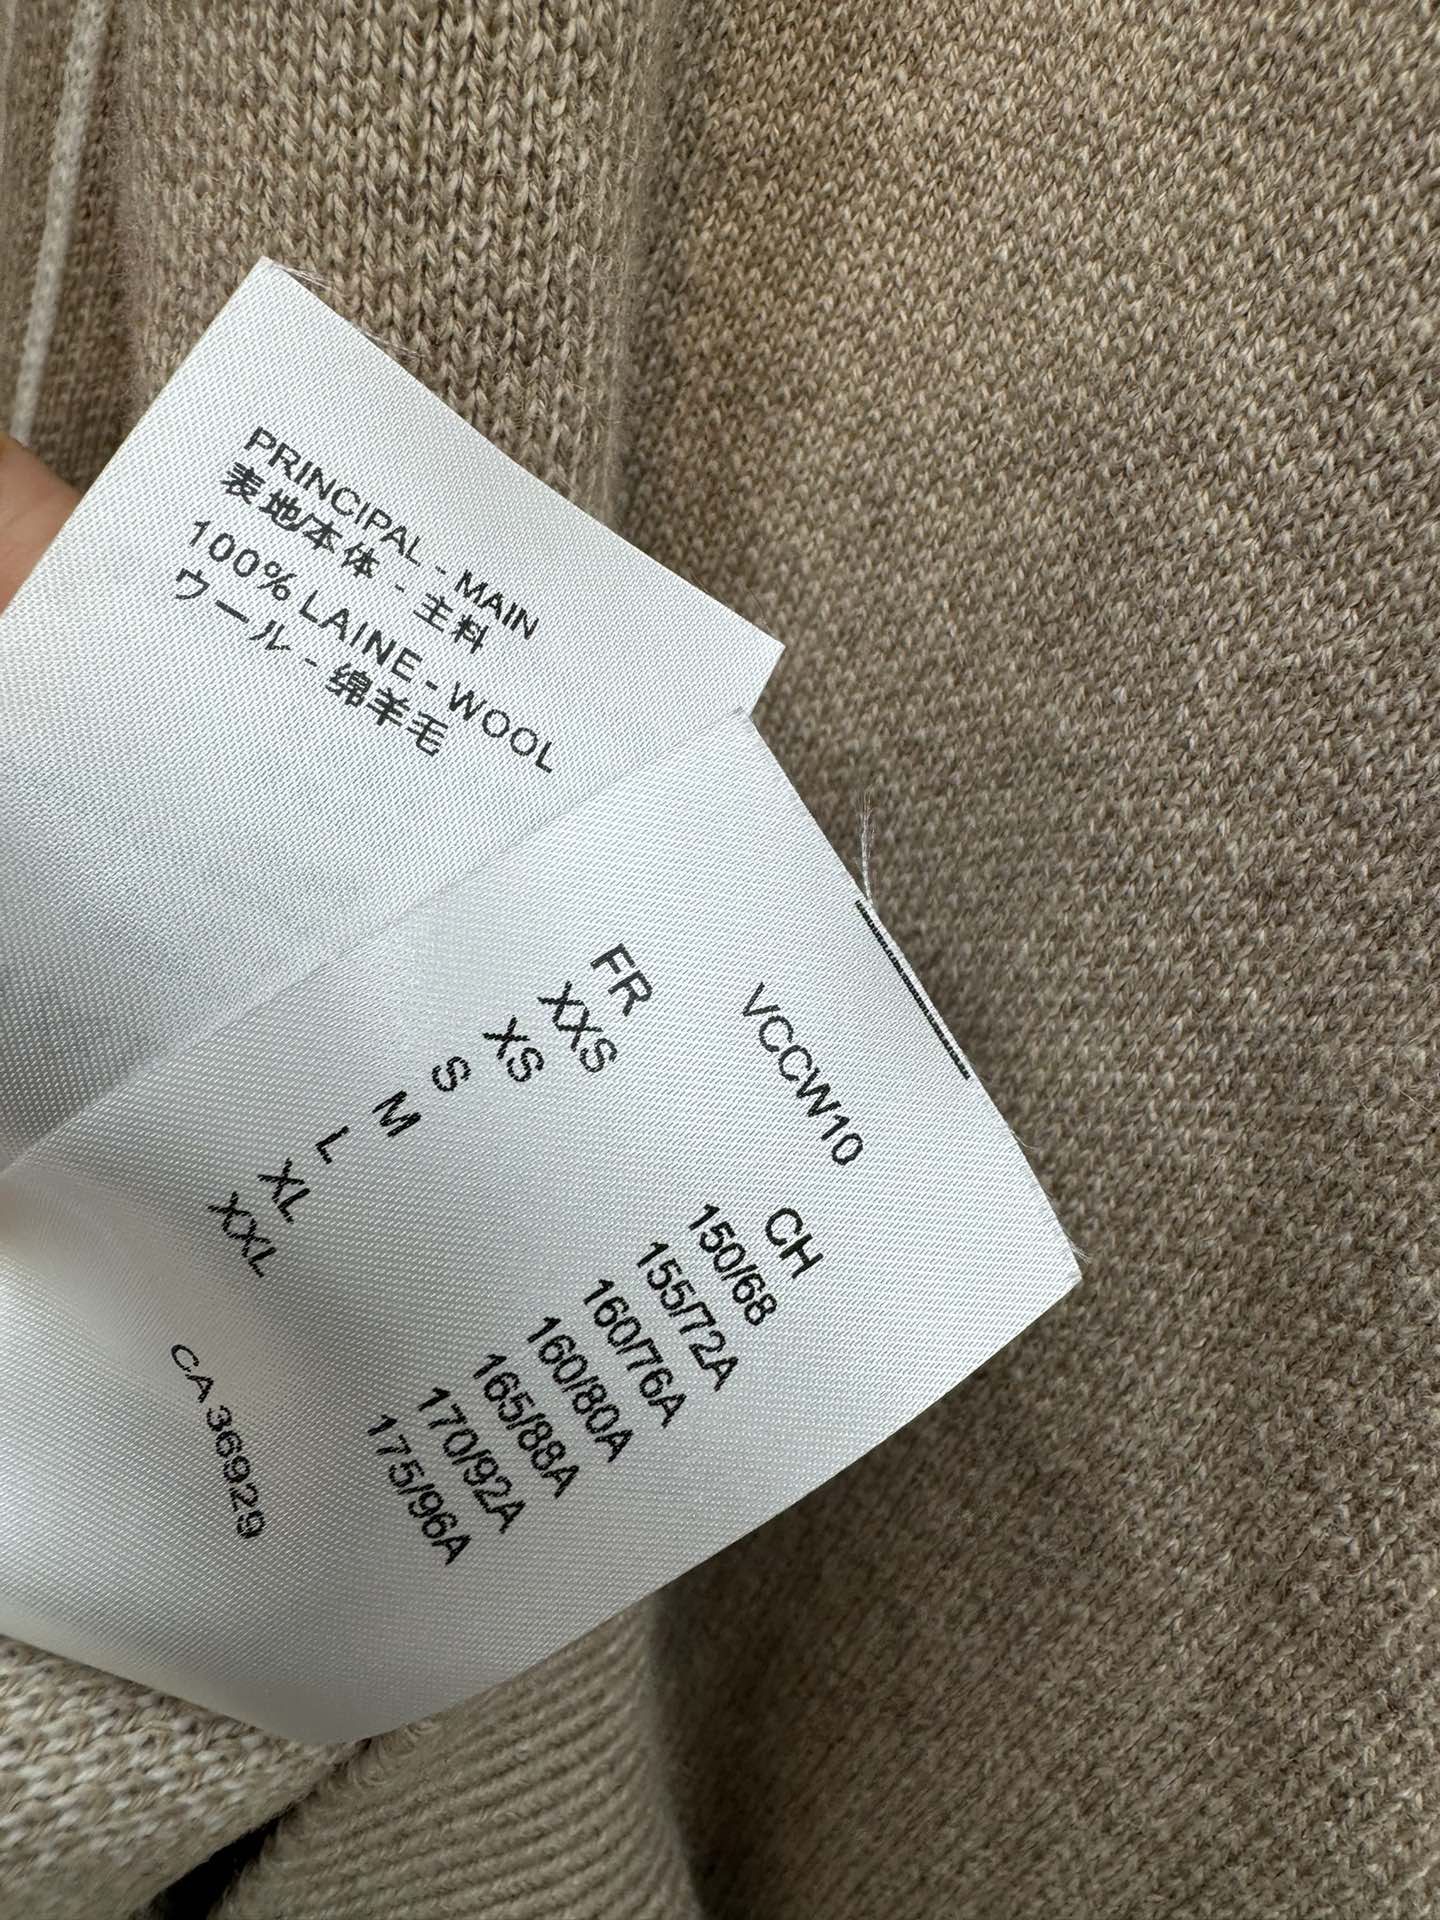 PRINCIPAL - MAIN
表地/本体 - 主料
100% LAINE - WOOL
ウール - 绵羊毛
VCCW10
FR CH
XXS 150/68
XS 155/72A
S 160/76A
M 160/80A
L 165/88A
XL 170/92A
XXL 175/96A
CA 36929